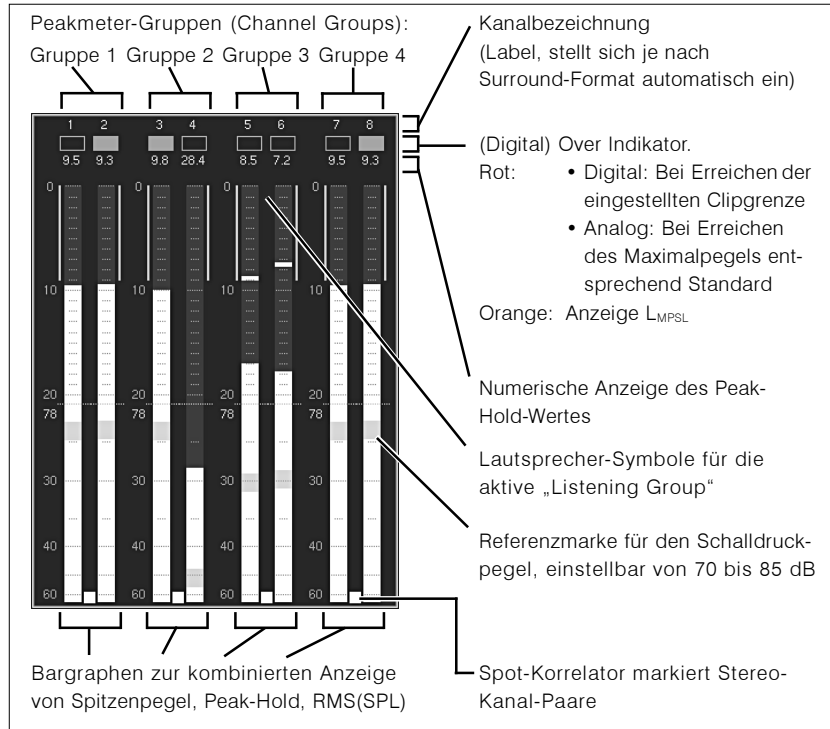 Peakmeter-Gruppen (Channel Groups):
Gruppe 1 Gruppe 2 Gruppe 3 Gruppe 4
Kanalbezeichnung
(Label, stellt sich je nach
Surround-Format automatisch ein)
1 2 3 4 5 6 7 8
9.5 9.3 9.8 28.4 8.5 7.2 9.5 9.3
0 0 0 0
10 10 10 10
20 20 20 20
78 78 78 78
30 30 30 30
40 40 40 40
60 60 60 60
(Digital) Over Indikator.
Rot: • Digital: Bei Erreichen der
eingestellten Clipgrenze
• Analog: Bei Erreichen
des Maximalpegels ent-
sprechend Standard
Orange: Anzeige LMPSL
Numerische Anzeige des Peak-
Hold-Wertes
Lautsprecher-Symbole für die
aktive „Listening Group“
Referenzmarke für den Schalldruck-
pegel, einstellbar von 70 bis 85 dB
Bargraphen zur kombinierten Anzeige
von Spitzenpegel, Peak-Hold, RMS(SPL)
Spot-Korrelator markiert Stereo-
Kanal-Paare